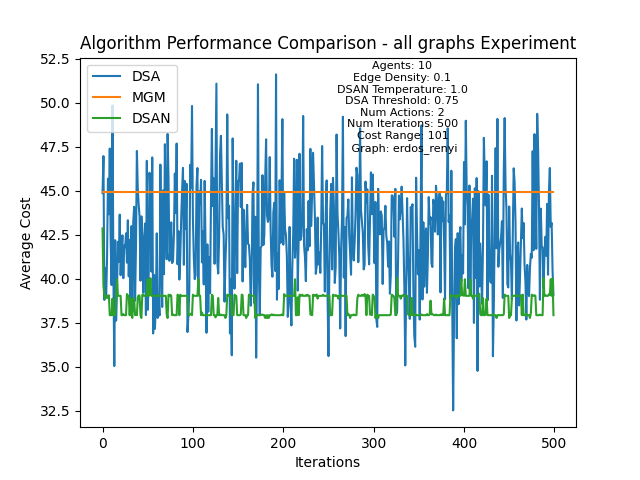 Algorithm Performance Comparison - all graphs Experiment
52.5
50.0
47.5
45.0
42.5
40.0
37.5
35.0
32.5
Average Cost
DSA
MGM
DSAN
Agents: 10
Edge Density: 0.1
DSAN Temperature: 1.0
DSA Threshold: 0.75
Num Actions: 2
Num Iterations: 500
Cost Range: 101
Graph: erdos_renyi
0 100 200 300 400 500
Iterations